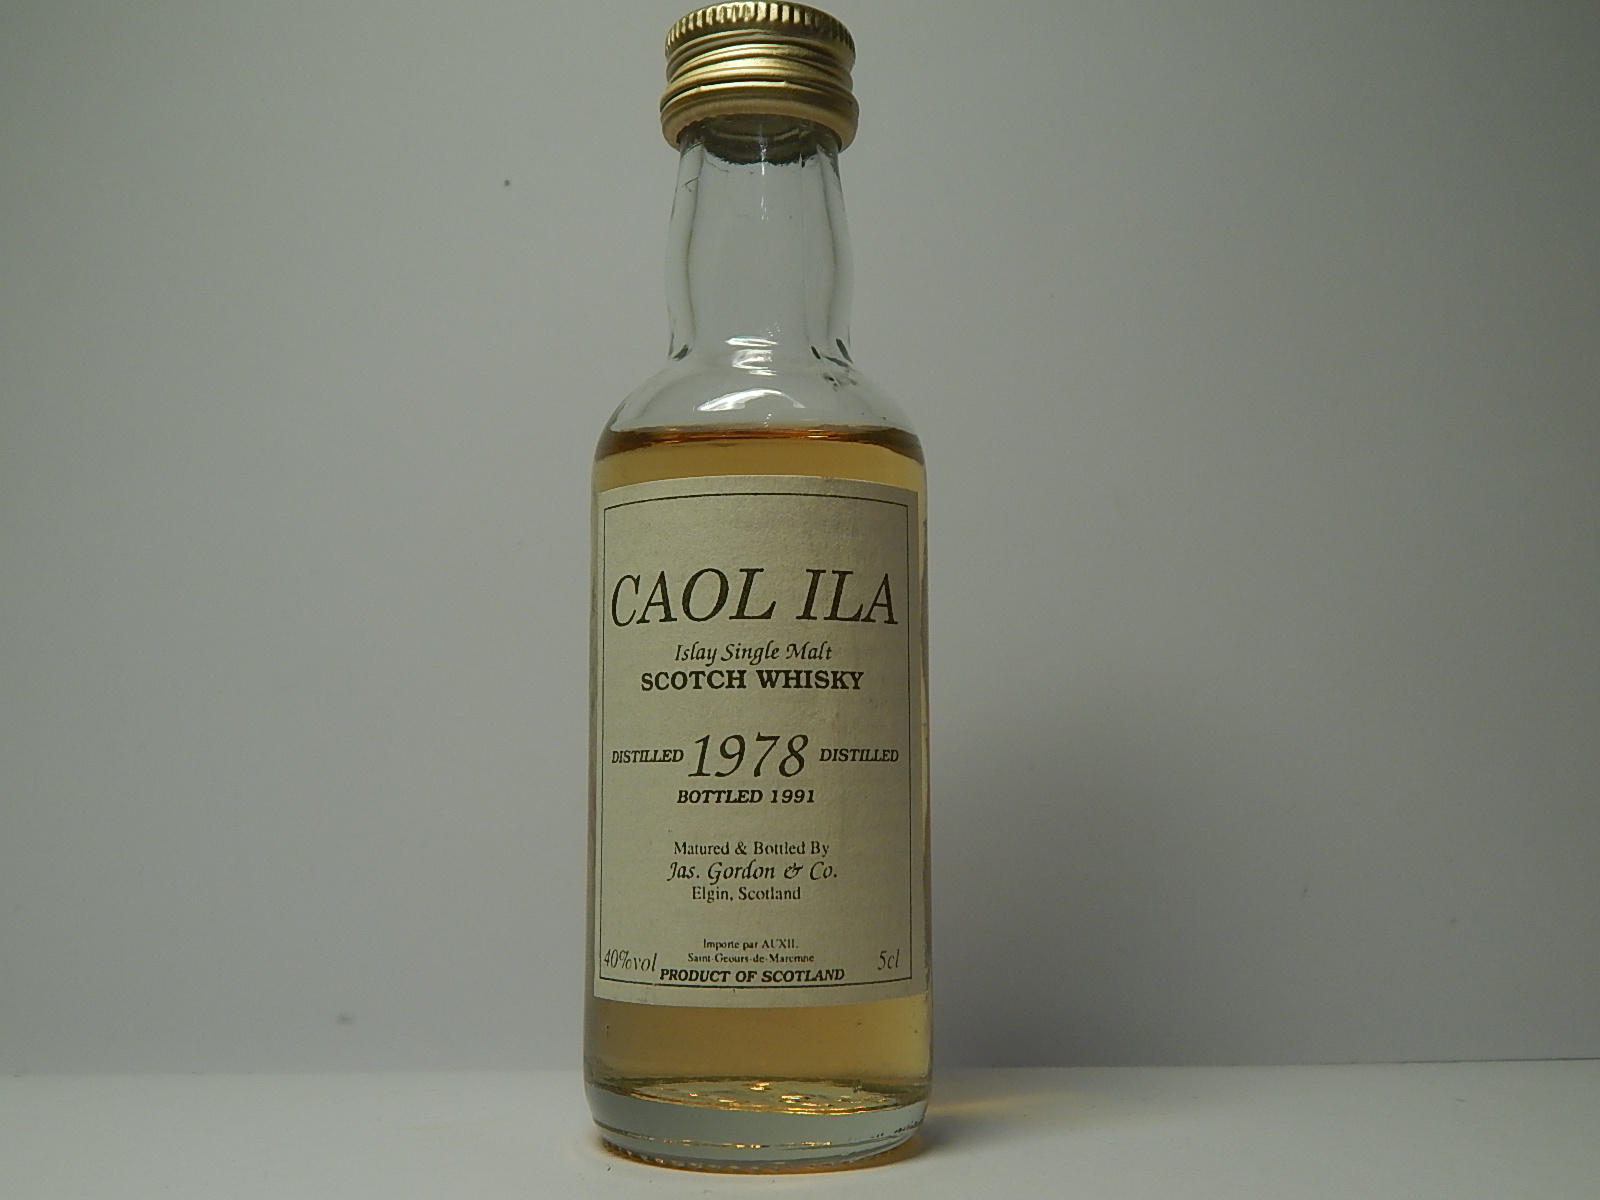 CAOL ILA
Islay Single Malt
SCOTCH WHISKY
DISTILLED 1978 DISTILLED
BOTTLED 1991
Matured & Bottled By
Jas. Gordon & Co.
Elgin, Scotland
Importe par AUXIL
Saint-Geours-de-Maremne
40%vol PRODUCT OF SCOTLAND 5cl